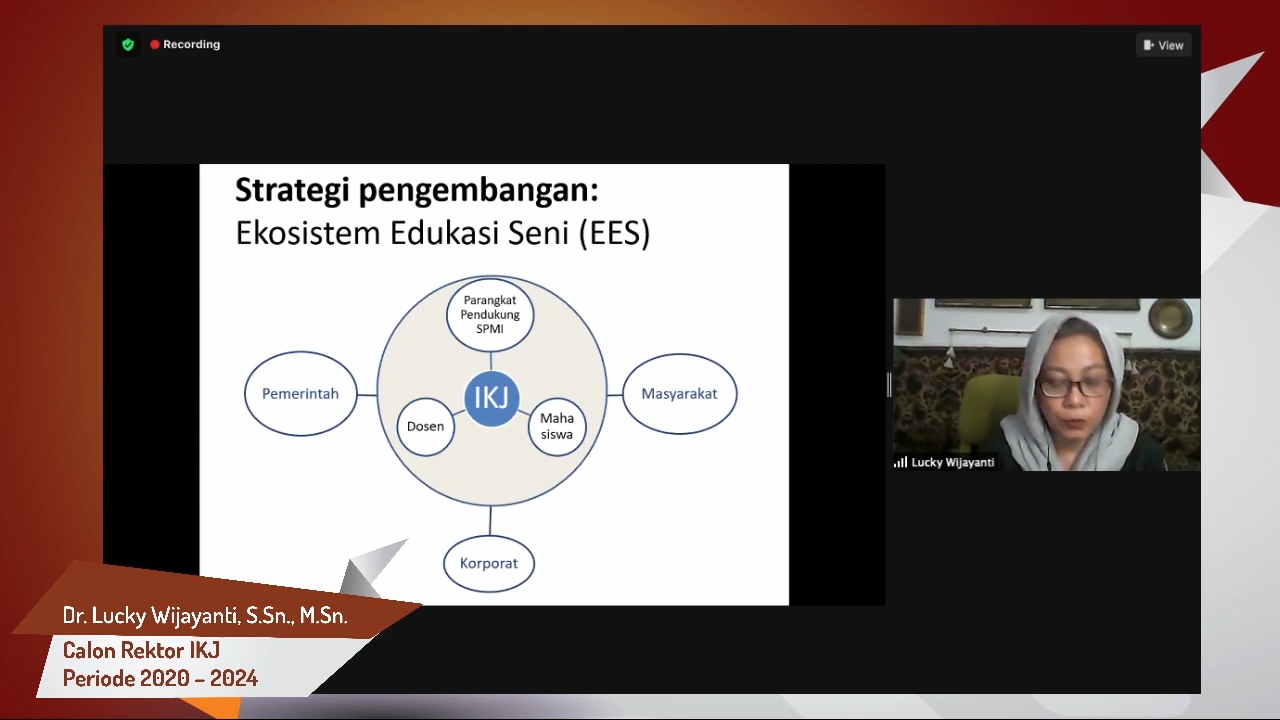 Recording
View
Strategi pengembangan:
Ekosistem Edukasi Seni (EES)
Parangkat
Pendukung
SPMI
Pemerintah
IKJ
Masyarakat
Dosen
Maha
siswa
Korporat
Lucky Wijayanti
Dr. Lucky Wijayanti, S.Sn., M.Sn.
Calon Rektor IKJ
Periode 2020 – 2024